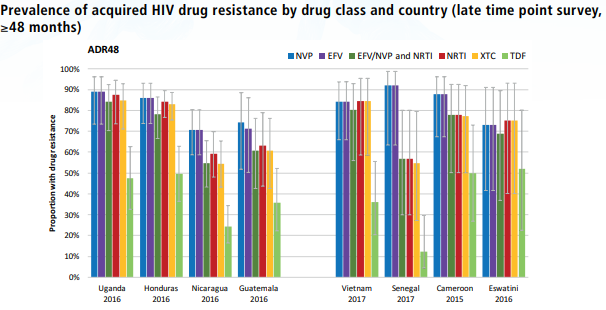 Prevalence of acquired HIV drug resistance by drug class and country (late time point survey,
≥48 months)
ADR48
NVP EFV EFV/NVP and NRTI NRTI XTC TDF
Proportion with drug resistance
100%
90%
80%
70%
60%
50%
40%
30%
20%
10%
0%
Uganda Honduras Nicaragua Guatemala Vietnam Senegal Cameroon Eswatini
2016 2016 2016 2016 2017 2017 2015 2016